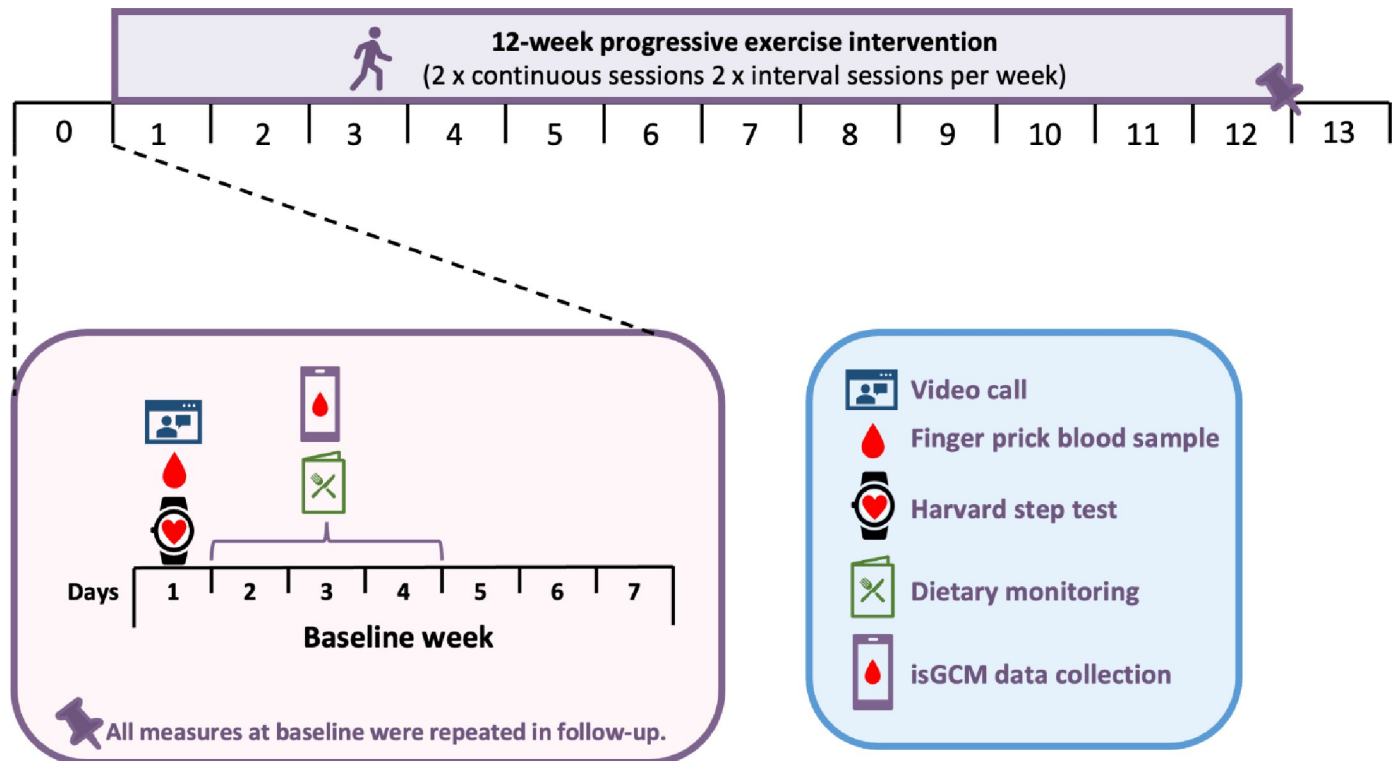 12-week progressive exercise intervention
(2 x continuous sessions 2 x interval sessions per week)
0 1 2 3 4 5 6 7 8 9 10 11 12 13
Video call
Finger prick blood sample
Harvard step test
Dietary monitoring
isGCM data collection
Days 1 2 3 4 5 6 7
Baseline week
All measures at baseline were repeated in follow-up.